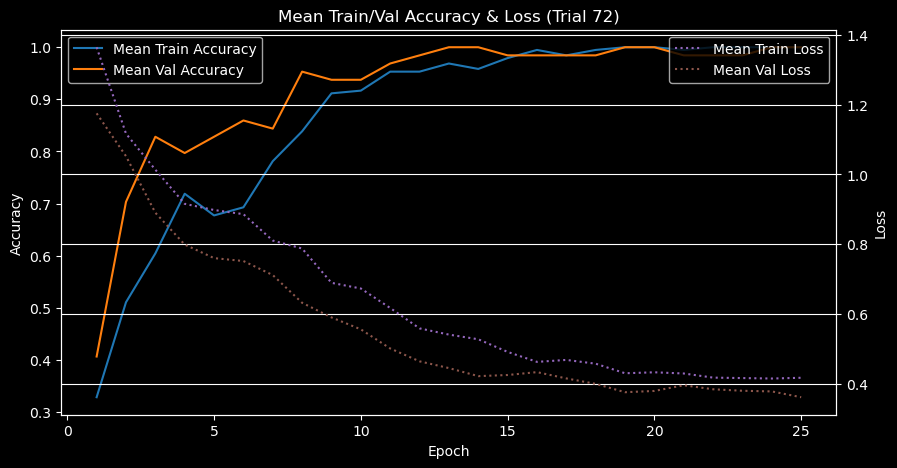 Mean Train/Val Accuracy & Loss (Trial 72)
Mean Train Accuracy
Mean Val Accuracy
Mean Train Loss
Mean Val Loss
1.0
0.9
0.8
0.7
0.6
0.5
0.4
0.3
Accuracy
1.4
1.2
1.0
0.8
0.6
0.4
Loss
0
5
10
15
20
25
Epoch